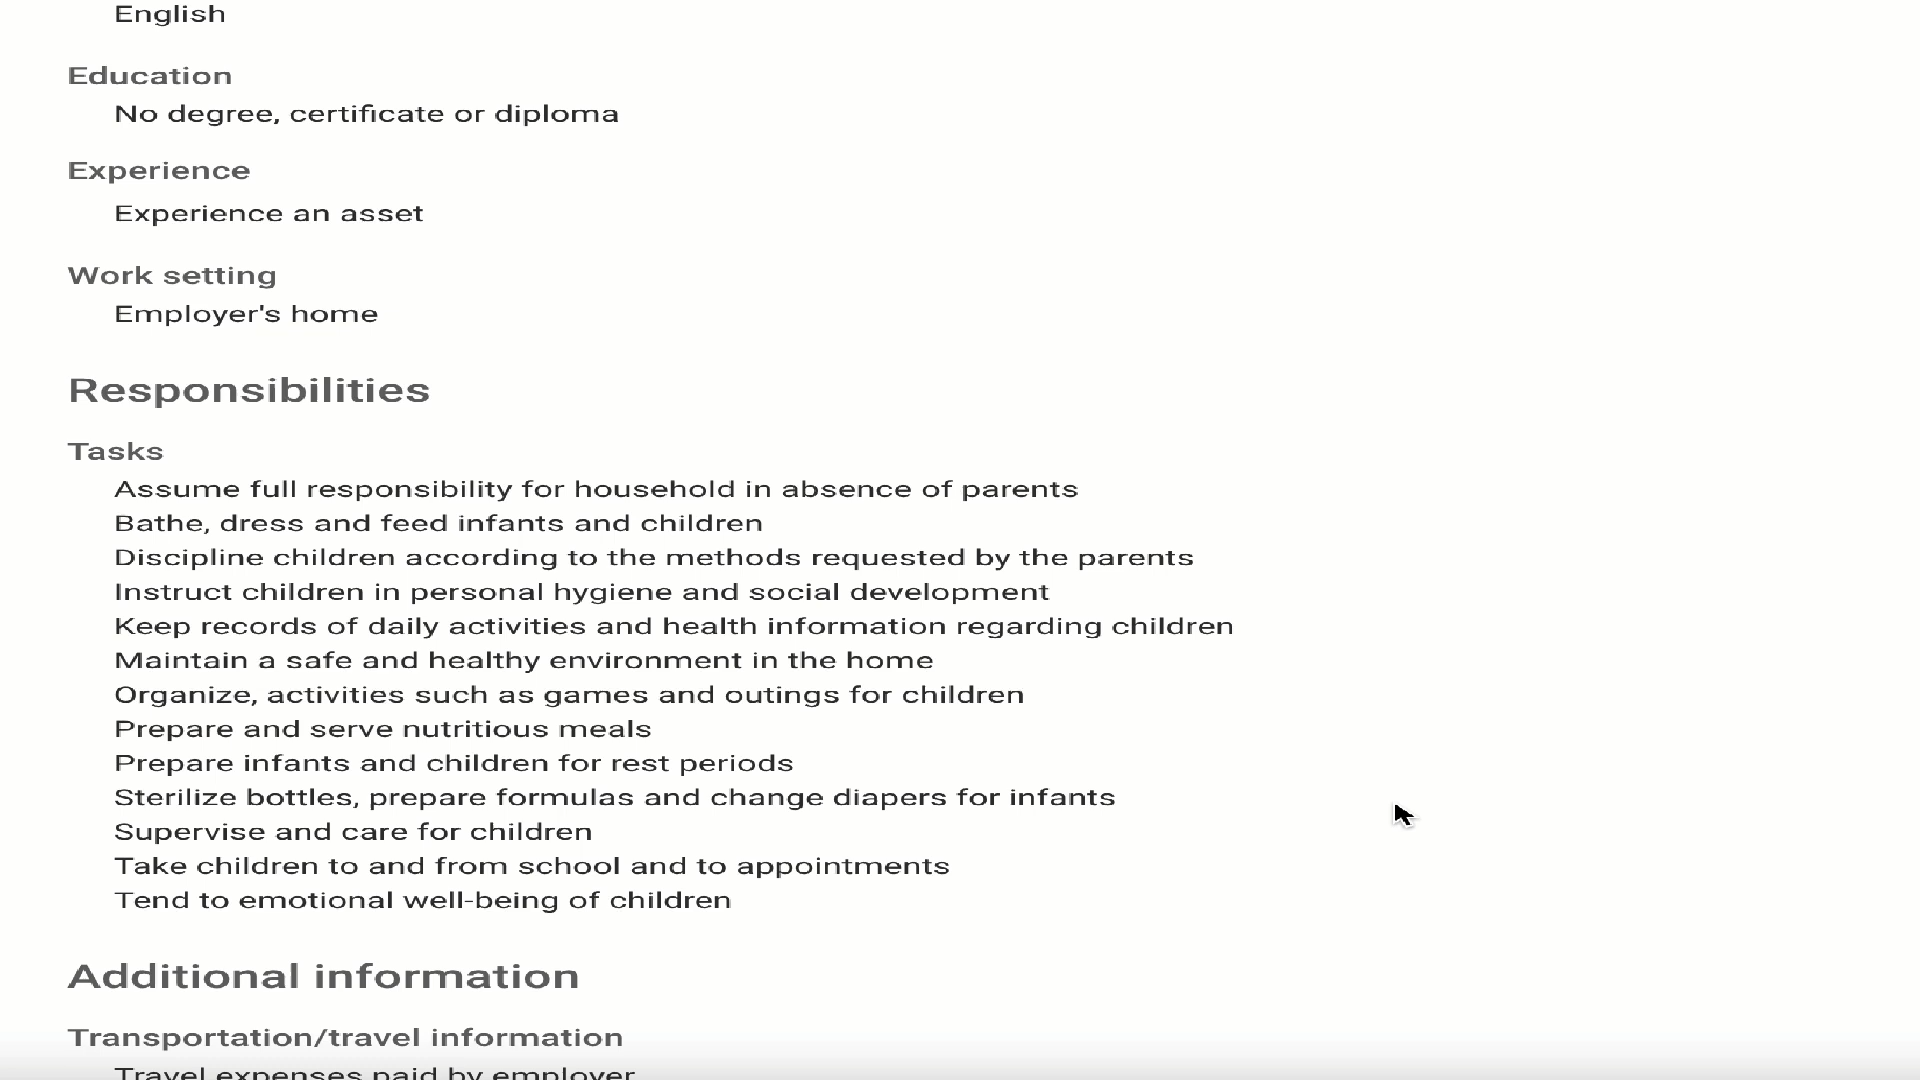 English
Education
No degree, certificate or diploma
Experience
Experience an asset
Work setting
Employer's home
Responsibilities
Tasks
Assume full responsibility for household in absence of parents
Bathe, dress and feed infants and children
Discipline children according to the methods requested by the parents
Instruct children in personal hygiene and social development
Keep records of daily activities and health information regarding children
Maintain a safe and healthy environment in the home
Organize, activities such as games and outings for children
Prepare and serve nutritious meals
Prepare infants and children for rest periods
Sterilize bottles, prepare formulas and change diapers for infants
Supervise and care for children
Take children to and from school and to appointments
Tend to emotional well-being of children
Additional information
Transportation/travel information
Travel expenses paid by employer